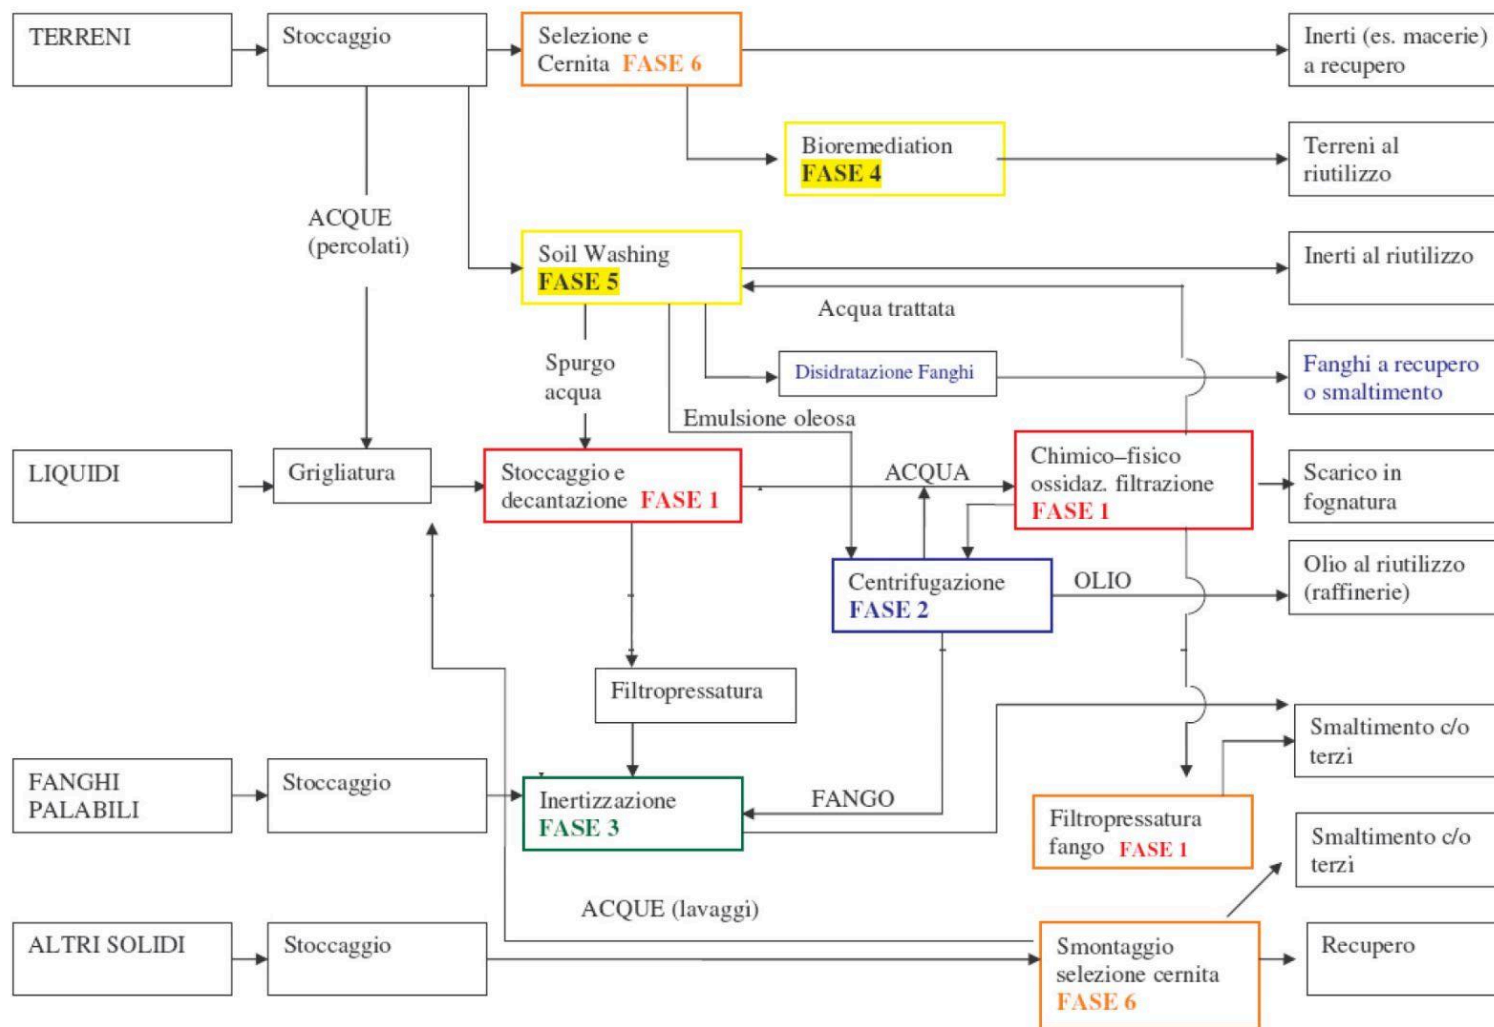 TERRENI
Stoccaggio
Selezione e
Cernita FASE 6
Inerti (es. macerie)
a recupero
Bioremediation
FASE 4
Terreni al
riutilizzo
ACQUE
(percolati)
Soil Washing
FASE 5
Inerti al riutilizzo
Acqua trattata
Spurgo
acqua
Disidratazione Fanghi
Fanghi a recupero
o smaltimento
Emulsione oleosa
LIQUIDI
Grigliatura
Stoccaggio e
decantazione FASE 1
ACQUA
Chimico–fisico
ossidaz. filtrazione
FASE 1
Scarico in
fognatura
Centrifugazione
FASE 2
OLIO
Olio al riutilizzo
(raffinerie)
Filtropressatura
Smaltimento c/o
terzi
FANGHI
PALABILI
Stoccaggio
Inertizzazione
FASE 3
FANGO
Filtropressatura
fango FASE 1
Smaltimento c/o
terzi
ACQUE (lavaggi)
ALTRI SOLIDI
Stoccaggio
Smontaggio
selezione cernita
FASE 6
Recupero